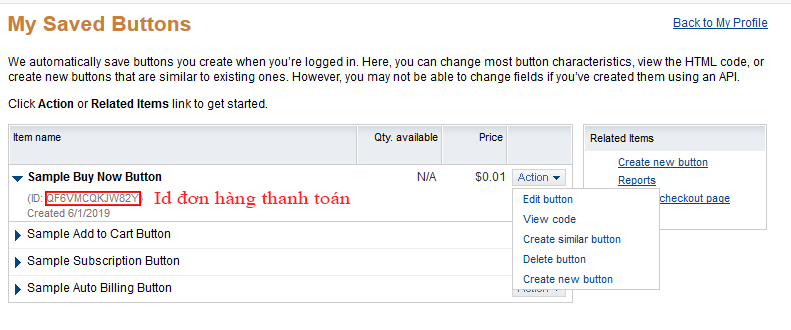 My Saved Buttons
Back to My Profile
We automatically save buttons you create when you're logged in. Here, you can change most button characteristics, view the HTML code, or
create new buttons that are similar to existing ones. However, you may not be able to change fields if you've created them using an API.
Click Action or Related Items link to get started.
Item name Qty. available Price
Sample Buy Now Button N/A $0.01 Action
(ID: QF6VMCQKJW82Y) Id đơn hàng thanh toán
Created 6/1/2019
Sample Add to Cart Button
Sample Subscription Button
Sample Auto Billing Button
Edit button
View code
Create similar button
Delete button
Create new button
Action
Related Items
Create new button
Reports
checkout page